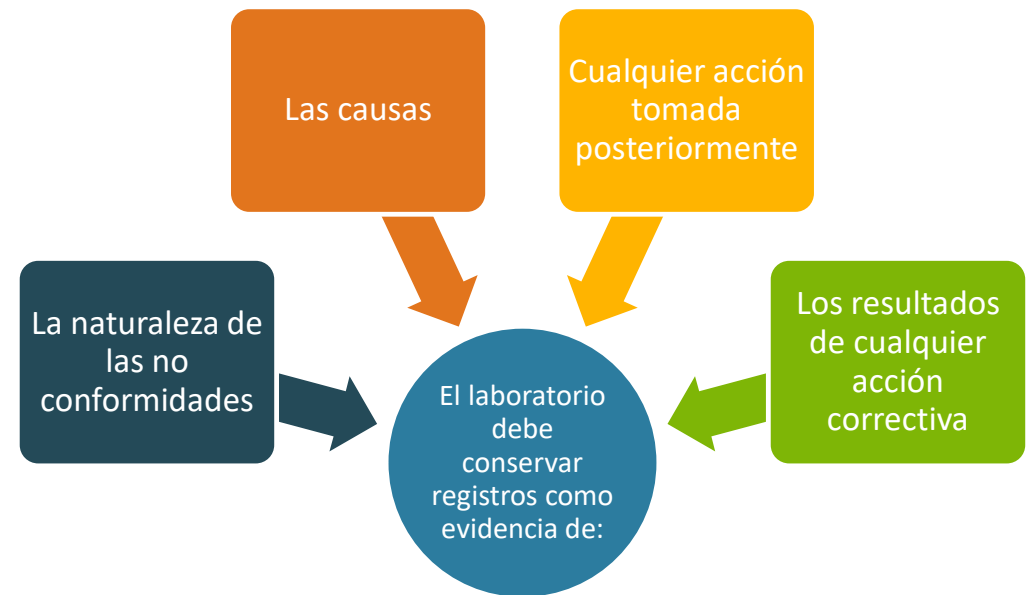 Las causas
Cualquier acción
tomada
posteriormente
La naturaleza de
las no
conformidades
Los resultados
de cualquier
acción
correctiva
El laboratorio
debe
conservar
registros como
evidencia de: